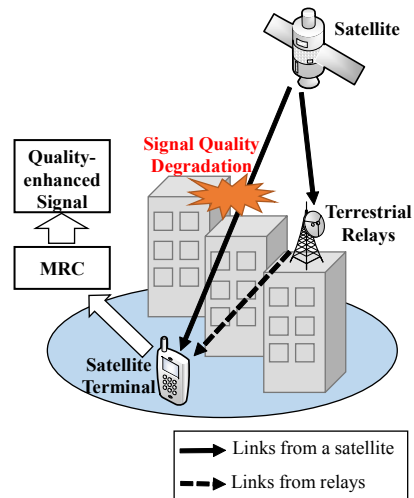 Satellite
Signal Quality
Degradation
Quality-
enhanced
Signal
Terrestrial
Relays
MRC
Satellite
Terminal
Links from a satellite
Links from relays